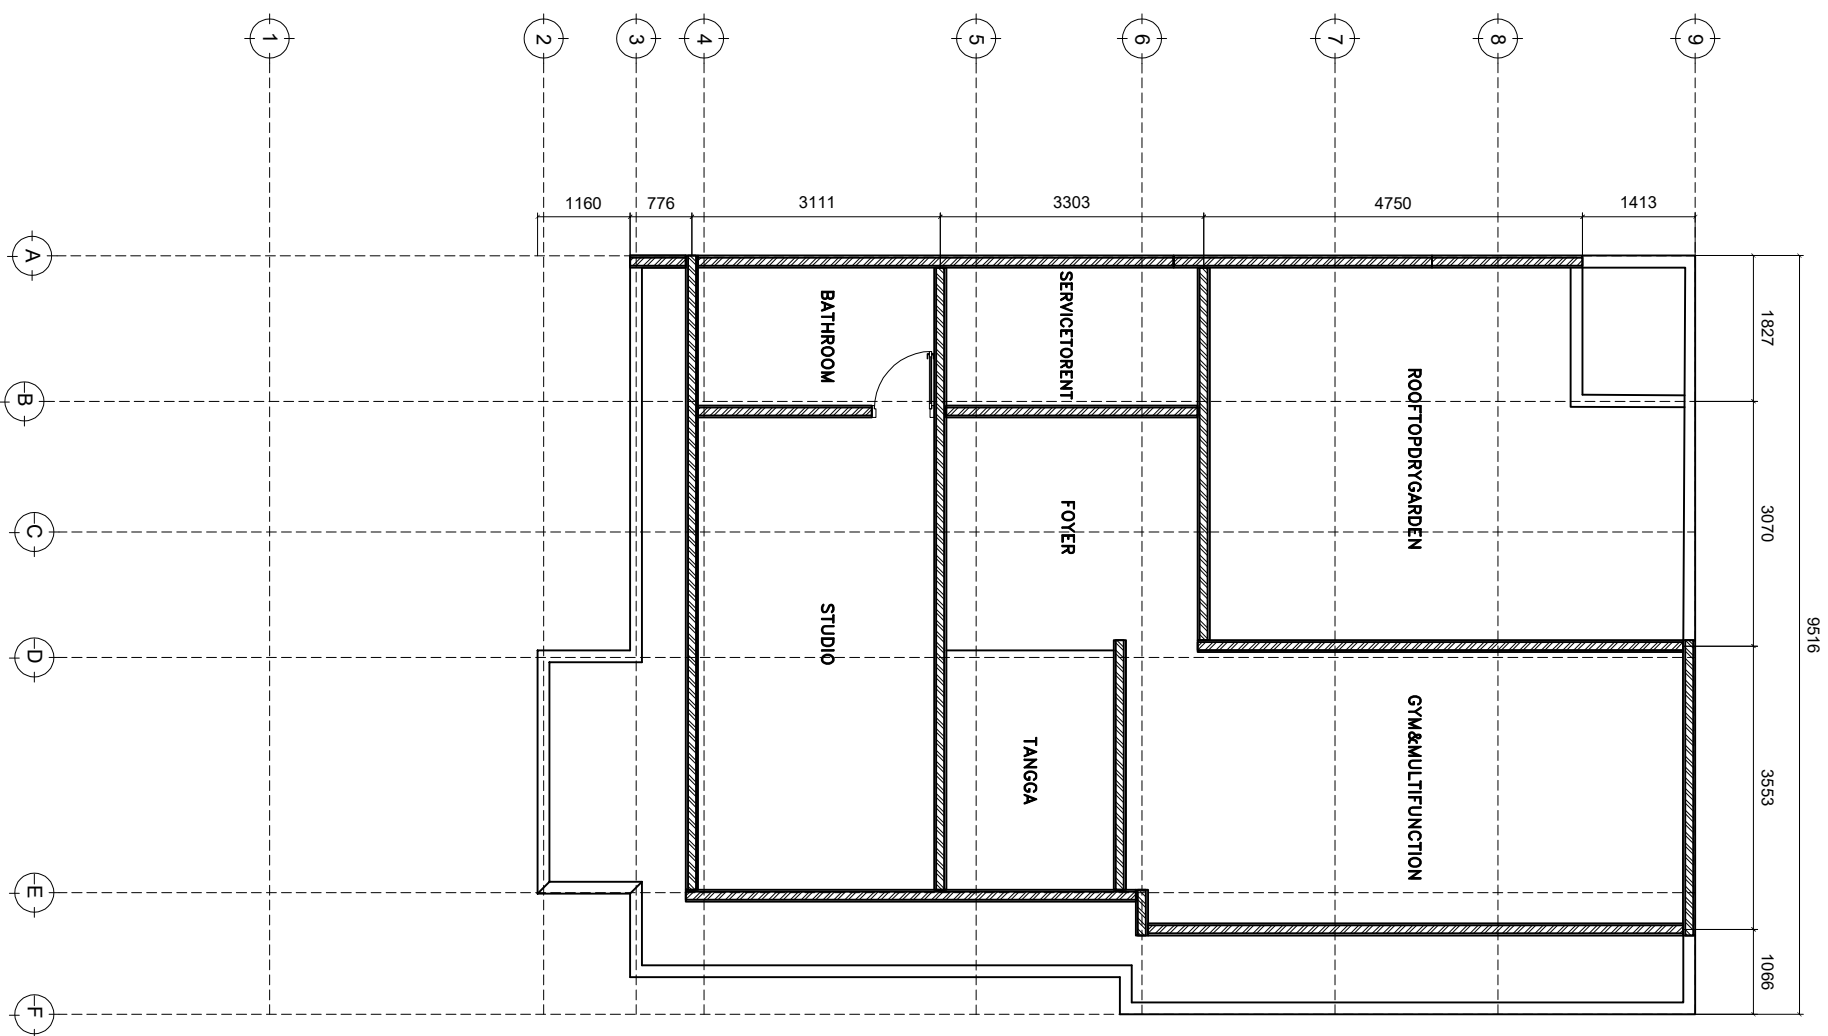 1
2
3
4
5
6
7
8
9
1160
776
3111
3303
4750
1413
A
B
C
D
E
F
1827
3070
3553
1066
9516
BATHROOM
SERVICETORENT
ROOFTOPDRYGARDEN
FOYER
STUDIO
TANGGA
GYM&MULTIFUNCTION